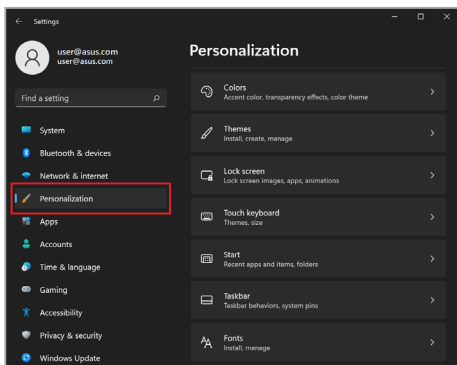 Settings
user@asus.com
user@asus.com
Find a setting
System
Bluetooth & devices
Network & internet
Personalization
Apps
Accounts
Time & language
Gaming
Accessibility
Privacy & security
Windows Update
Personalization
Colors
Accent color, transparency effects, color theme
Themes
Install, create, manage
Lock screen
Lock screen images, apps, animations
Touch keyboard
Themes, size
Start
Recent apps and items, folders
Taskbar
Taskbar behaviors, system pins
Fonts
Install, manage